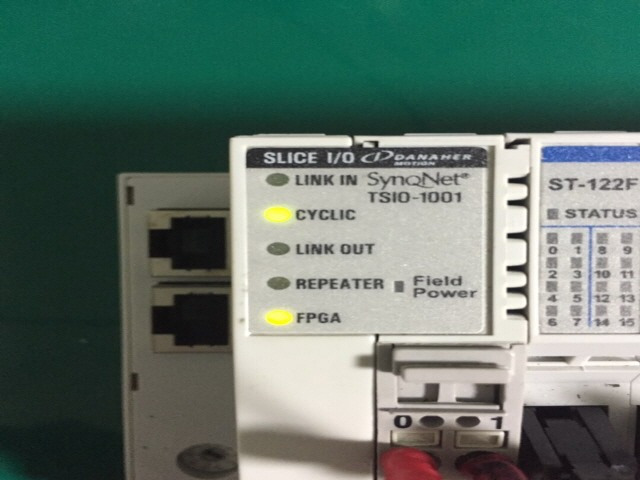 SLICE I/O DANAHER
MOTION
LINK IN SynqNet®
TSIO-1001
CYCLIC
LINK OUT
REPEATER Field
Power
FPGA
ST-122F
STATUS
0 1 8 9
2 3 10 11
4 5 12 13
6 7 14 15
0 1